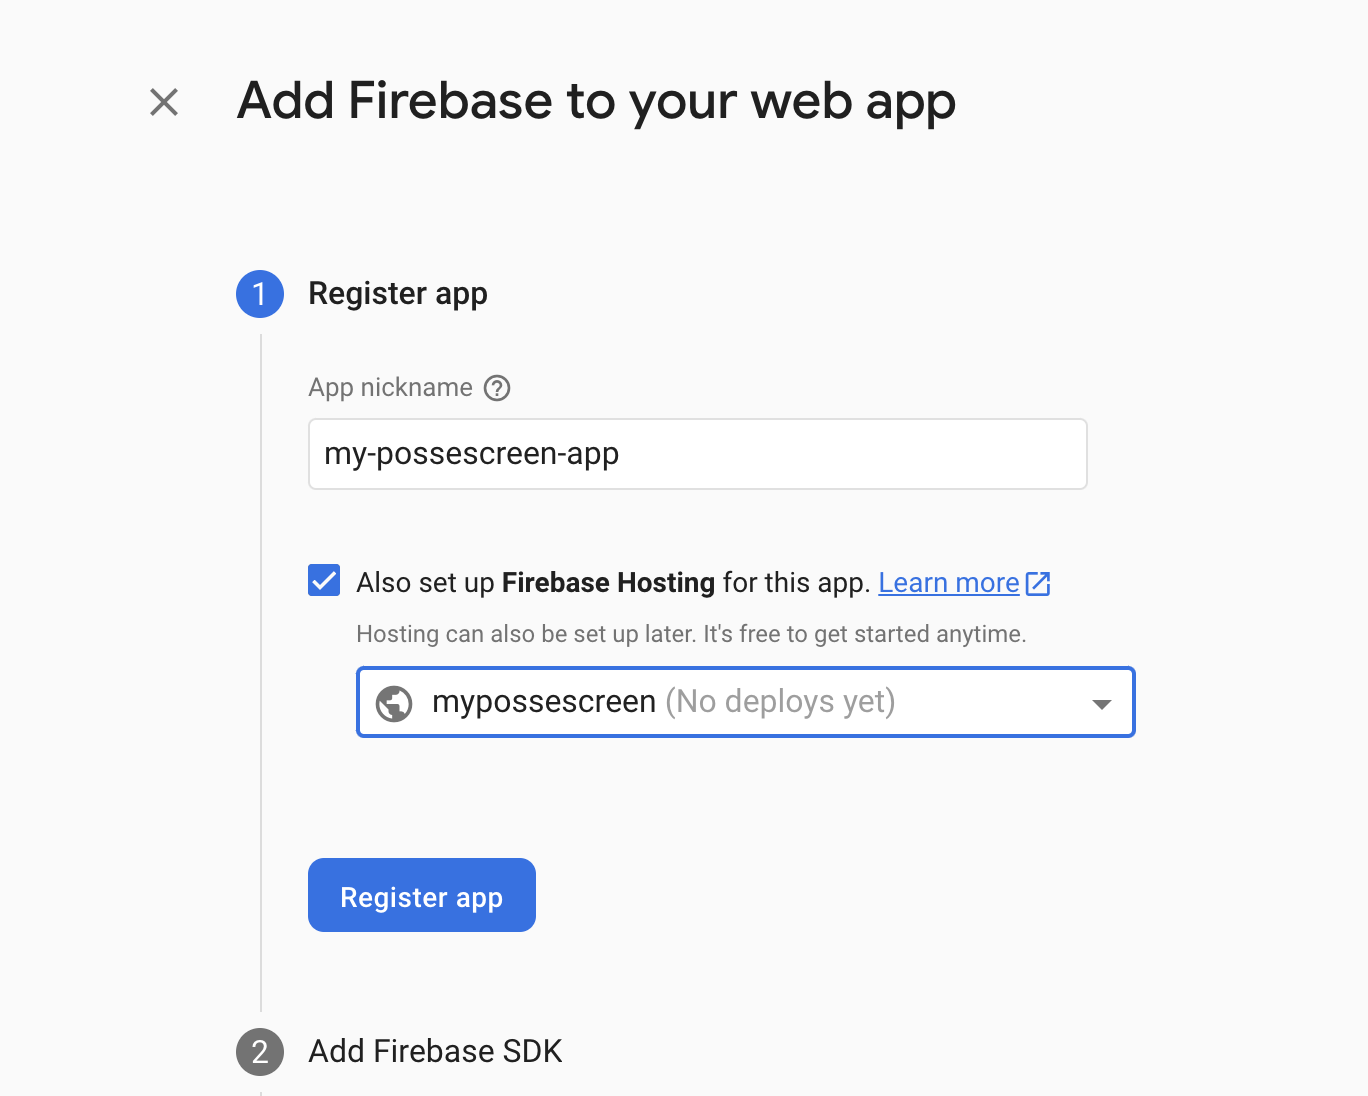 Add Firebase to your web app
1 Register app
App nickname
my-possescreen-app
Also set up Firebase Hosting for this app. Learn more
Hosting can also be set up later. It's free to get started anytime.
mypossescreen (No deploys yet)
Register app
2 Add Firebase SDK